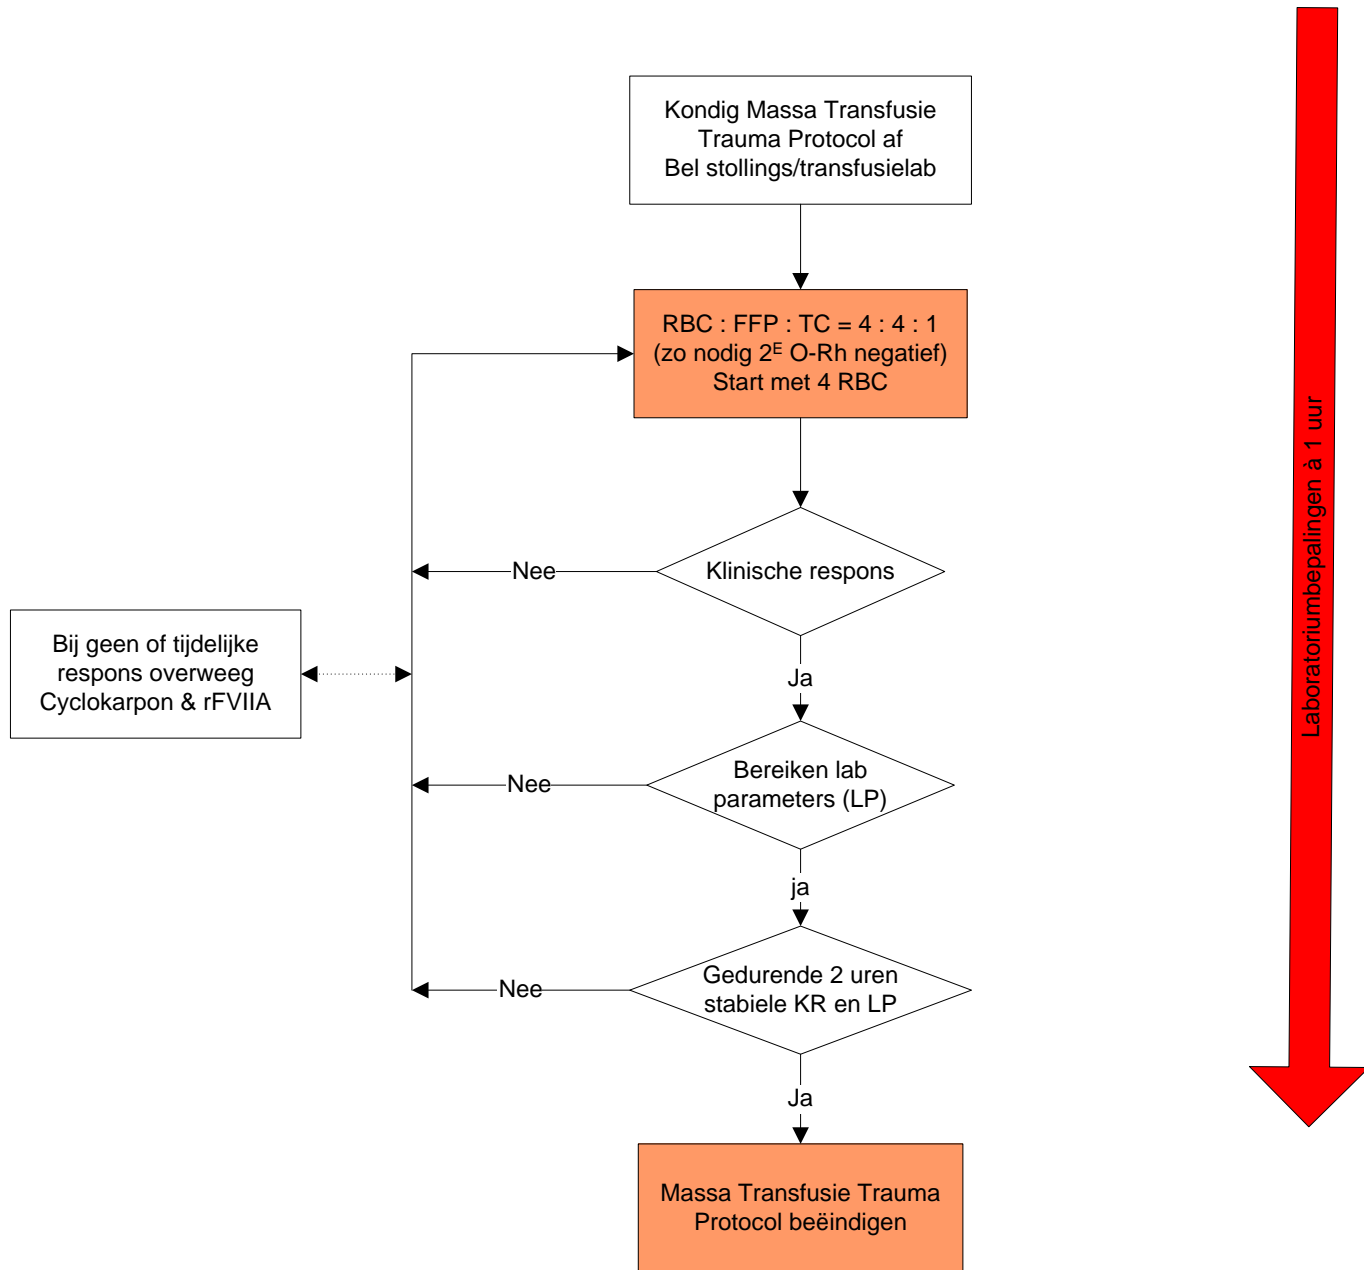 Kondig Massa Transfusie
Trauma Protocol af
Bel stollings/transfusielab
RBC : FFP : TC = 4 : 4 : 1
(zo nodig 2ᴱ O-Rh negatief)
Start met 4 RBC
Klinische respons
Nee
Ja
Bij geen of tijdelijke
respons overweeg
Cyclokarpon & rFVIIA
Bereiken lab
parameters (LP)
Nee
ja
Gedurende 2 uren
stabiele KR en LP
Nee
Ja
Massa Transfusie Trauma
Protocol beëindigen
Laboratoriumbepalingen à 1 uur